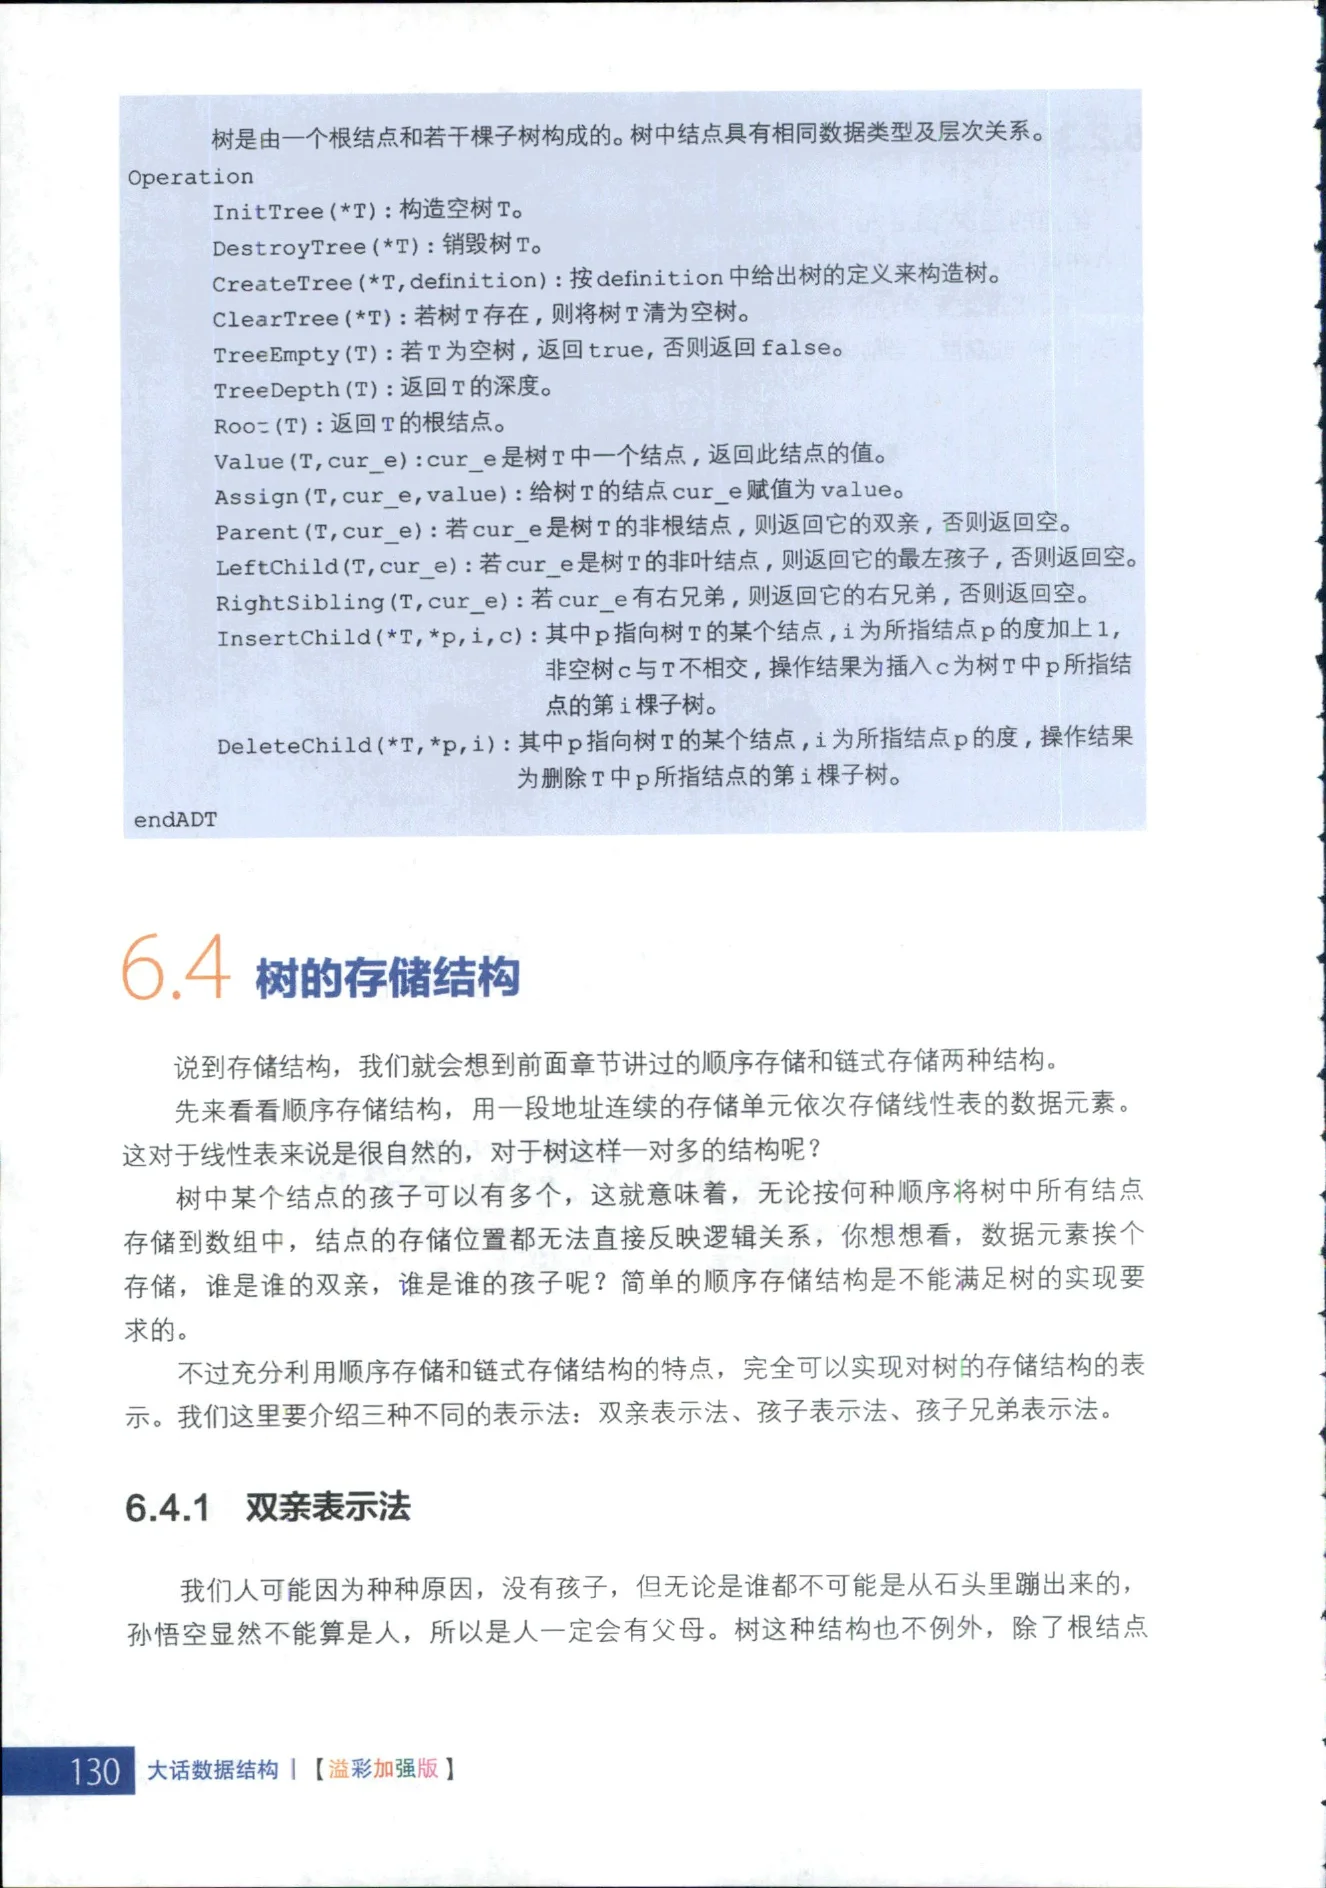 树是由一个根结点和若干棵子树构成的。树中结点具有相同数据类型及层次关系。
Operation
InitTree(*T):构造空树T。
DestroyTree(*T):销毁树T。
CreateTree(*T,definition):按definition中给出树的定义来构造树。
ClearTree(*T):若树T存在,则将树T清为空树。
TreeEmpty(T):若T为空树,返回true,否则返回false。
TreeDepth(T):返回T的深度。
Root(T):返回T的根结点。
Value(T,cur_e):cur_e是树T中一个结点,返回此结点的值。
Assign(T,cur_e,value):给树T的结点cur_e赋值为value。
Parent(T,cur_e):若cur_e是树T的非根结点,则返回它的双亲,否则返回空。
LeftChild(T,cur_e):若cur_e是树T的非叶结点,则返回它的最左孩子,否则返回空。
RightSibling(T,cur_e):若cur_e有右兄弟,则返回它的右兄弟,否则返回空。
InsertChild(*T,*p,i,c):其中p指向树T的某个结点,i为所指结点p的度加上1,
非空树c与T不相交,操作结果为插入c为树T中p所指结
点的第i棵子树。
DeleteChild(*T,*p,i):其中p指向树T的某个结点,i为所指结点p的度,操作结果
为删除T中p所指结点的第i棵子树。
endADT
6.4 树的存储结构
说到存储结构，我们就会想到前面章节讲过的顺序存储和链式存储两种结构。
先来看看顺序存储结构，用一段地址连续的存储单元依次存储线性表的数据元素。
这对于线性表来说是很自然的，对于树这样一对多的结构呢？
树中某个结点的孩子可以有多个，这就意味着，无论按何种顺序将树中所有结点
存储到数组中，结点的存储位置都无法直接反映逻辑关系，你想想看，数据元素挨个
存储，谁是谁的双亲，谁是谁的孩子呢？简单的顺序存储结构是不能满足树的实现要
求的。
不过充分利用顺序存储和链式存储结构的特点，完全可以实现对树的存储结构的表
示。我们这里要介绍三种不同的表示法：双亲表示法、孩子表示法、孩子兄弟表示法。
6.4.1 双亲表示法
我们人可能因为种种原因，没有孩子，但无论是谁都不可能是从石头里蹦出来的，
孙悟空显然不能算是人，所以是人一定会有父母。树这种结构也不例外，除了根结点
130 大话数据结构 |【溢彩加强版】